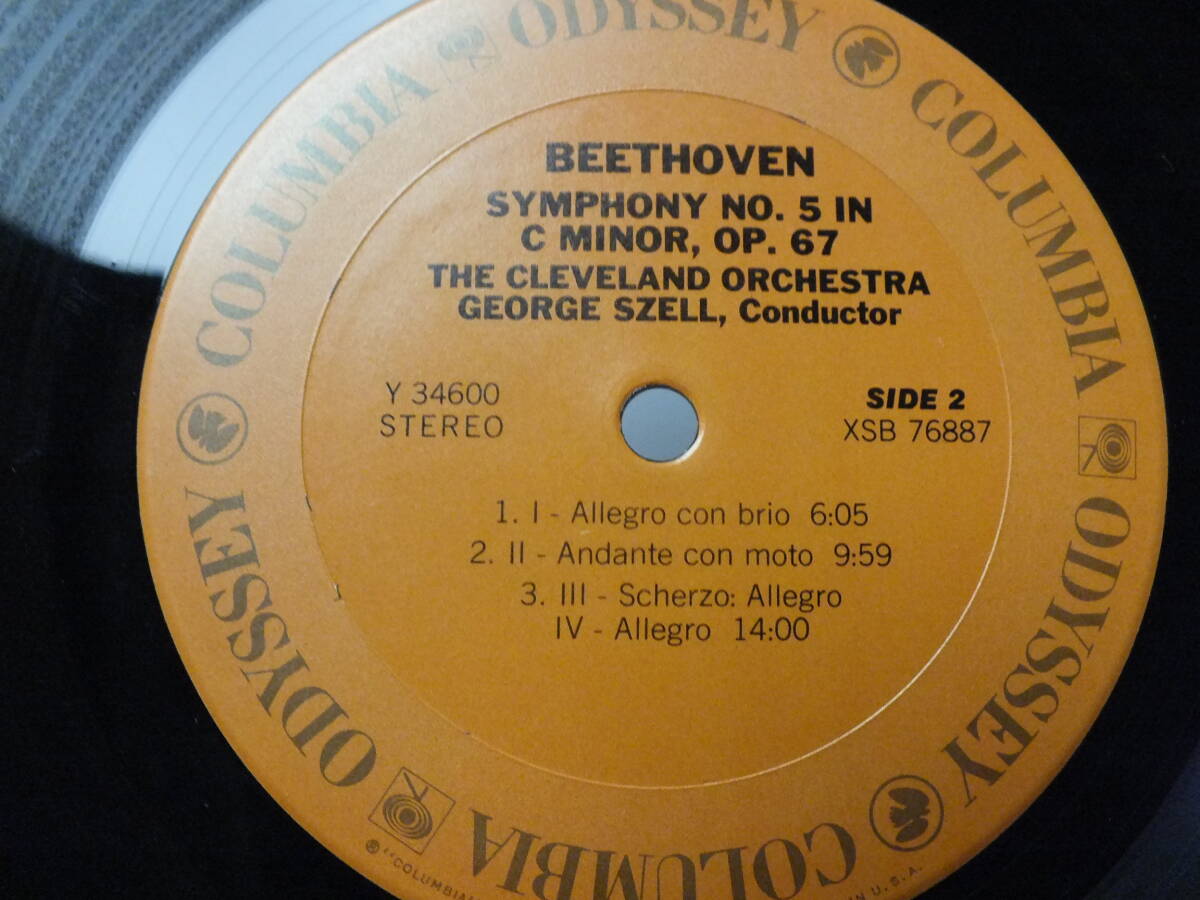 BEETHOVEN
SYMPHONY NO. 5 IN
C MINOR, OP. 67
THE CLEVELAND ORCHESTRA
GEORGE SZELL, Conductor
Y 34600
STEREO
SIDE 2
XSB 76887
1. I - Allegro con brio 6:05
2. II - Andante con moto 9:59
3. III - Scherzo: Allegro
IV - Allegro 14:00
COLUMBIA
ODYSSEY
COLUMBIA
ODYSSEY
COLUMBIA
COLUMBIA
ODYSSEY
® "COLUMBIA
IN U.S.A.